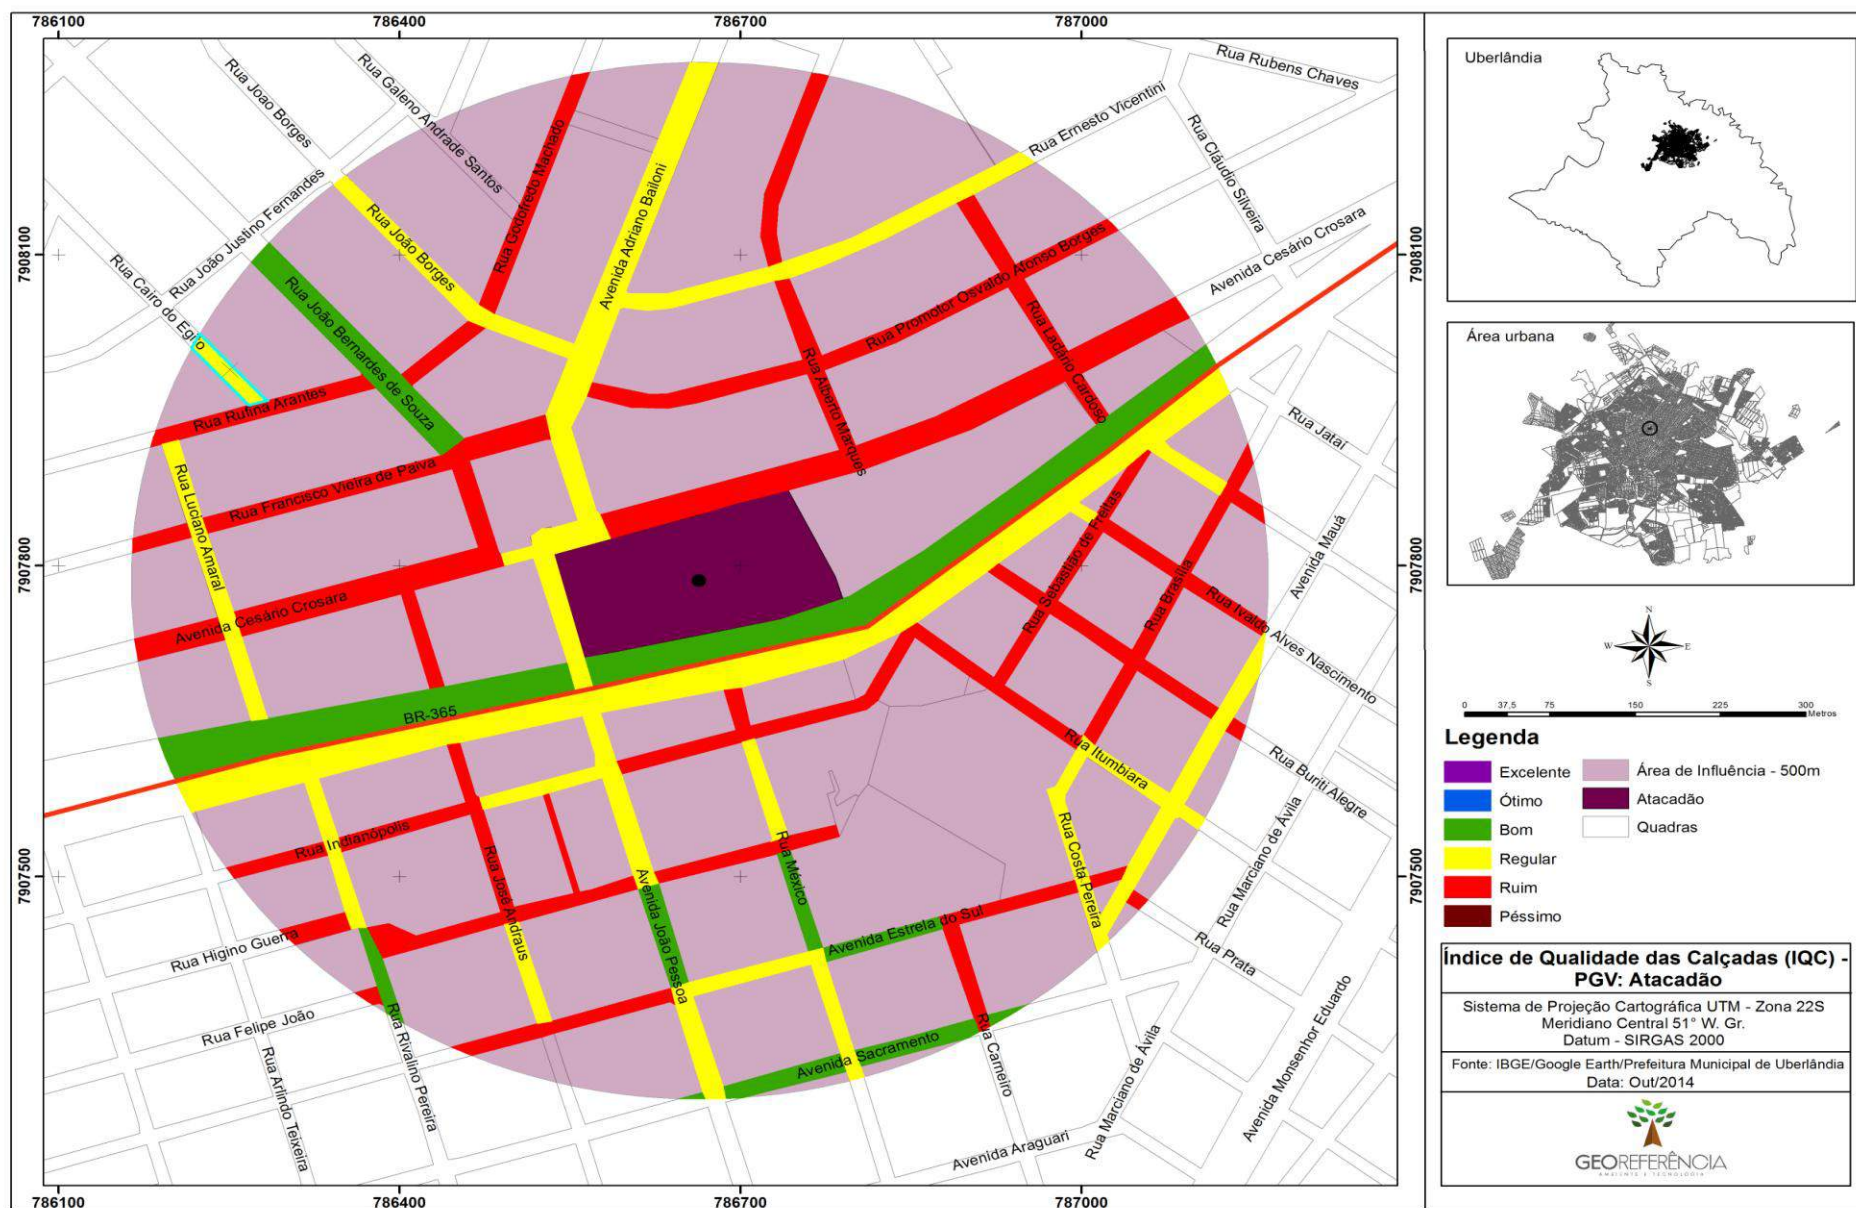 786100
786400
786700
787000
7908100
7907800
7907500
7908100
7907800
7907500
786100
786400
786700
787000
Rua Joao Borges
Rua Galeno Andrade Santos
Rua Rubens Chaves
Rua Ernesto Vicentini
Rua Cláudio Silveira
Rua João Justino Fernandes
Rua Godofredo Machado
Avenida Adriano Bailoni
Rua João Borges
Rua Cairo do Egito
Rua João Bernardes de Souza
Rua Promotor Osvaldo Afonso Borges
Avenida Cesário Crosara
Rua Ladário Cardoso
Rua Alberto Marques
Rua Rufina Arantes
Rua Francisco Vieira de Paiva
Rua Luciano Amaral
Rua Jataí
Avenida Mauá
Rua Sebastião de Freitas
Rua Brasília
Rua Ivaldo Alves Nascimento
Avenida Cesário Crosara
BR-365
Rua Itumbiara
Rua Buriti Alegre
Rua Indianópolis
Rua José Andraus
Avenida João Pessoa
Rua México
Rua Costa Pereira
Rua Marciano de Ávila
Avenida Estrela do Sul
Rua Prata
Rua Higino Guerra
Rua Felipe João
Rua Rivalino Pereira
Rua Arlindo Teixeira
Avenida Sacramento
Rua Carneiro
Rua Marciano de Ávila
Avenida Monsenhor Eduardo
Avenida Araguari
Uberlândia
Área urbana
N
W
E
S
0 37,5 75 150 225 300
Metros
Legenda
Excelente
Ótimo
Bom
Regular
Ruim
Péssimo
Área de Influência - 500m
Atacadão
Quadras
Índice de Qualidade das Calçadas (IQC) -
PGV: Atacadão
Sistema de Projeção Cartográfica UTM - Zona 22S
Meridiano Central 51° W. Gr.
Datum - SIRGAS 2000
Fonte: IBGE/Google Earth/Prefeitura Municipal de Uberlândia
Data: Out/2014
GEOREFERÊNCIA
AMBIENTE E TECNOLOGIA